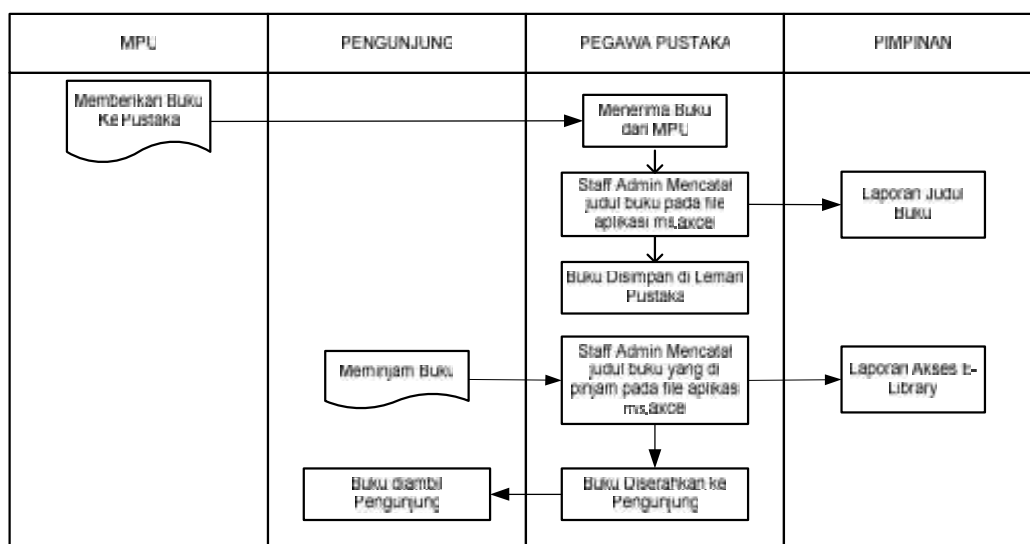 MPU
PENGUNJUNG
PEGAWA PUSTAKA
PIMPINAN
Memberikan Buku
Ke Pustaka
Menerima Buku
dari MPU
Staff Admin Mencatat
judul buku pada file
aplikasi ms.axcel
Laporan Judul
Buku
Buku Disimpan di Lemari
Pustaka
Meminjam Buku
Staff Admin Mencatat
judul buku yang di
pinjam pada file aplikasi
ms.axcel
Laporan Akses E-
Library
Buku diambil
Pengunjung
Buku Diserahkan ke
Pengunjung